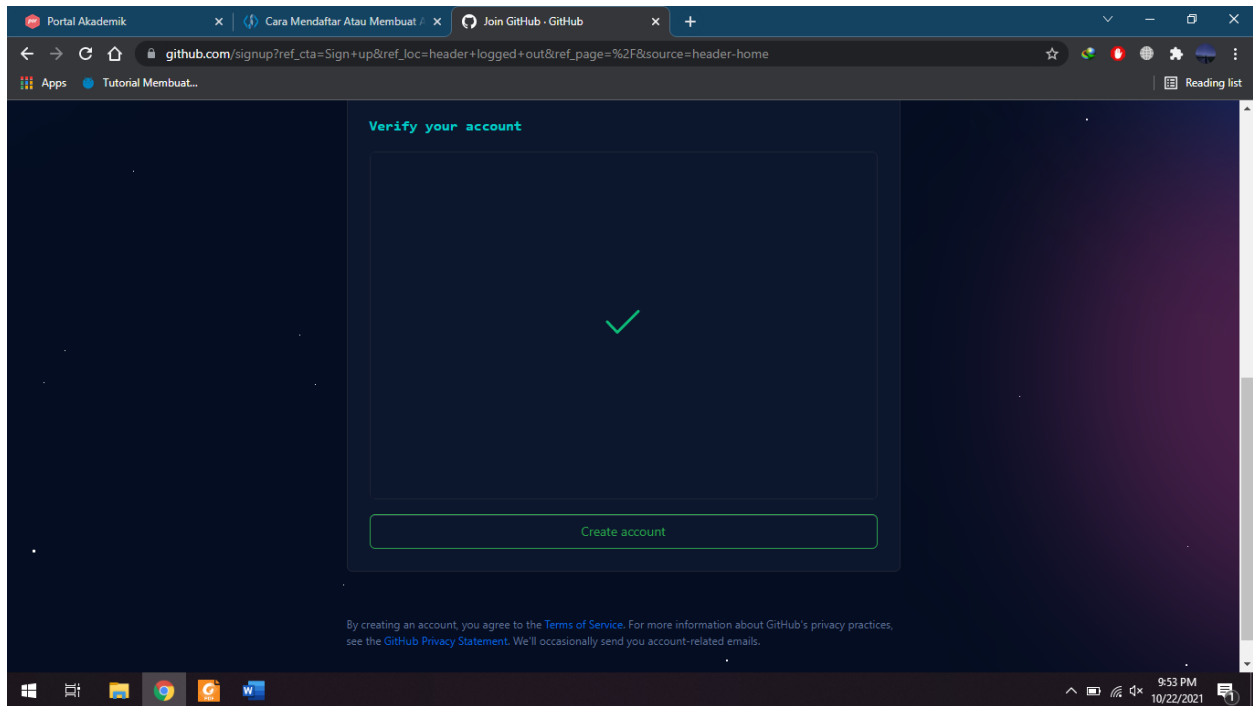 Portal Akademik
Cara Mendaftar Atau Membuat A
Join GitHub · GitHub
github.com/signup?ref_cta=Sign+up&ref_loc=header+logged+out&ref_page=%2F&source=header-home
Apps
Tutorial Membuat...
Reading list
Verify your account
Create account
By creating an account, you agree to the Terms of Service. For more information about GitHub's privacy practices,
see the GitHub Privacy Statement. We'll occasionally send you account-related emails.
9:53 PM
10/22/2021